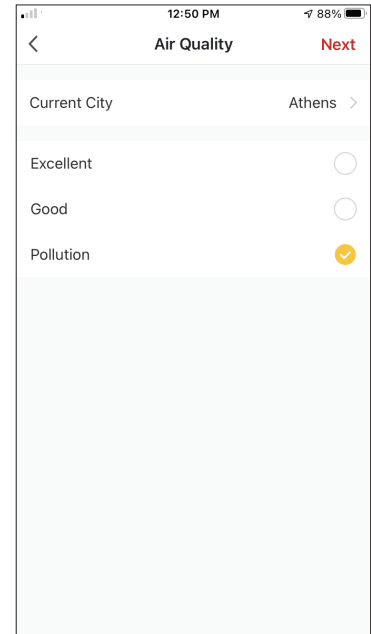 12:50 PM 88%
Air Quality Next
Current City Athens
Excellent
Good
Pollution